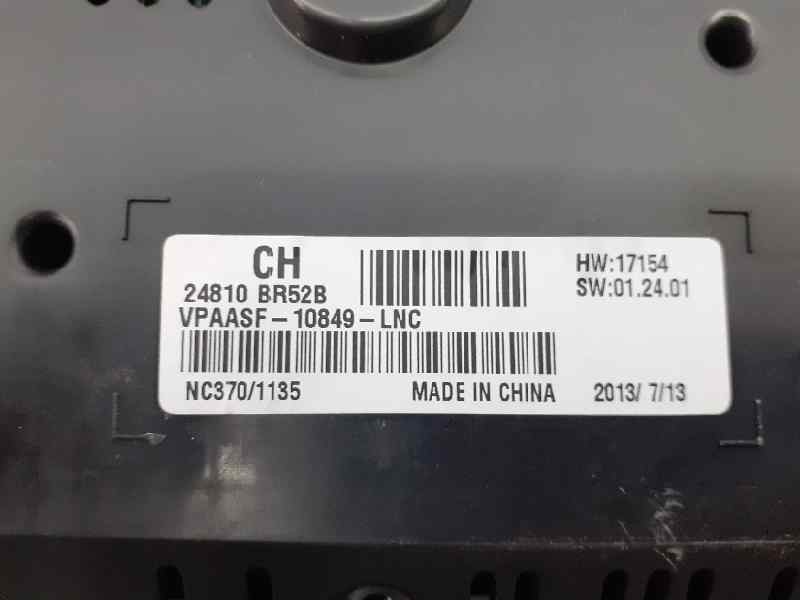 CH
24810 BR52B
VPAASF-10849-LNC
NC370/1135
MADE IN CHINA
HW:17154
SW:01.24.01
2013/ 7/13